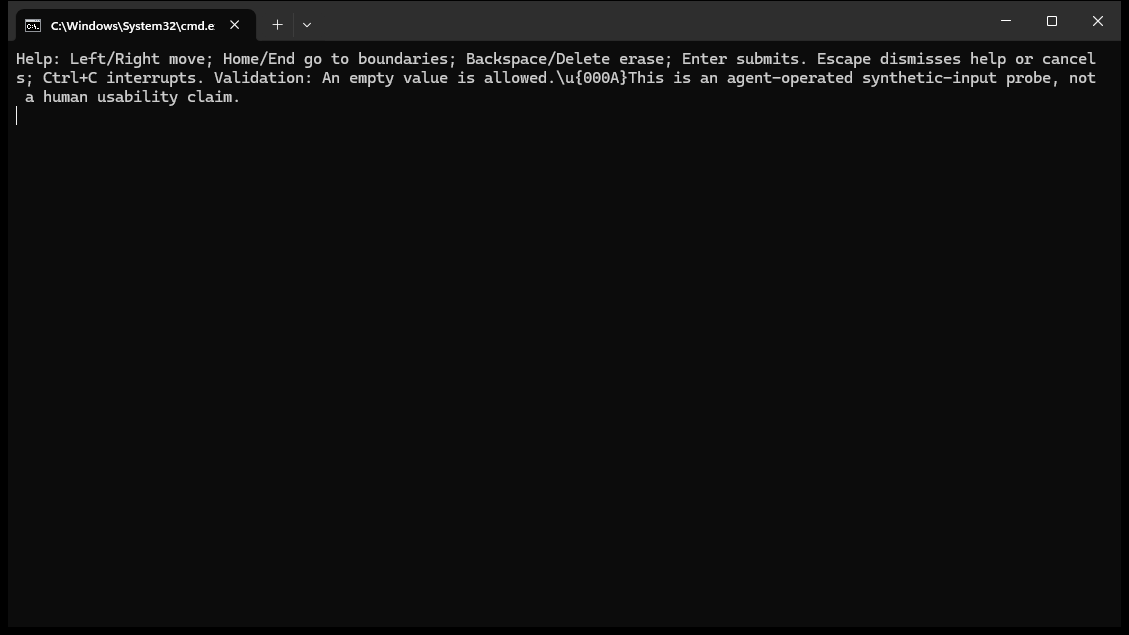 C:\Windows\System32\cmd.e
Help: Left/Right move; Home/End go to boundaries; Backspace/Delete erase; Enter submits. Escape dismisses help or cancel
s; Ctrl+C interrupts. Validation: An empty value is allowed.\u{000A}This is an agent-operated synthetic-input probe, not
 a human usability claim.